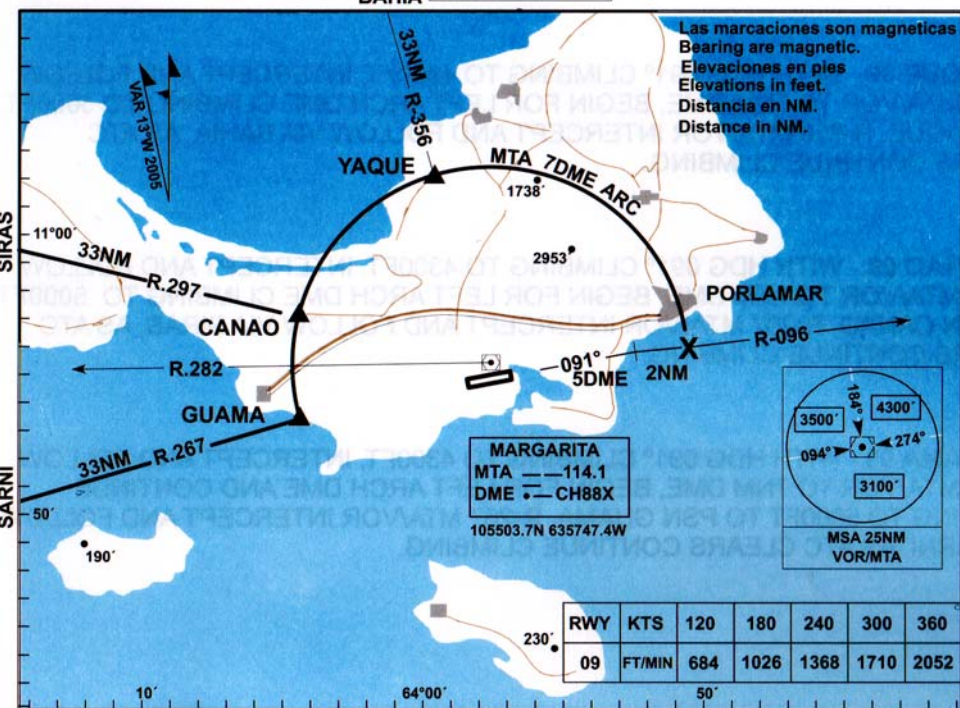 BAHIA
Las marcaciones son magneticas
Bearing are magnetic.
Elevaciones en pies
Elevations in feet.
Distancia en NM.
Distance in NM.
VAR 13°W 2005
33NM R-356
YAQUE
MTA 7DME ARC
1738´
2953´
SIRAS
11°00´
33NM R.297
CANAO
PORLAMAR
R.282
091°
5DME
2NM
X
R-096
GUAMA
33NM R.267
SARNI
50´
190´
MARGARITA
MTA — — — 114.1
DME • — CH88X
105503.7N 635747.4W
3500´
4300´
184°
094°
274°
3100´
MSA 25NM
VOR/MTA
230´
RWY KTS 120 180 240 300 360
09 FT/MIN 684 1026 1368 1710 2052
10´
64°00´
50´